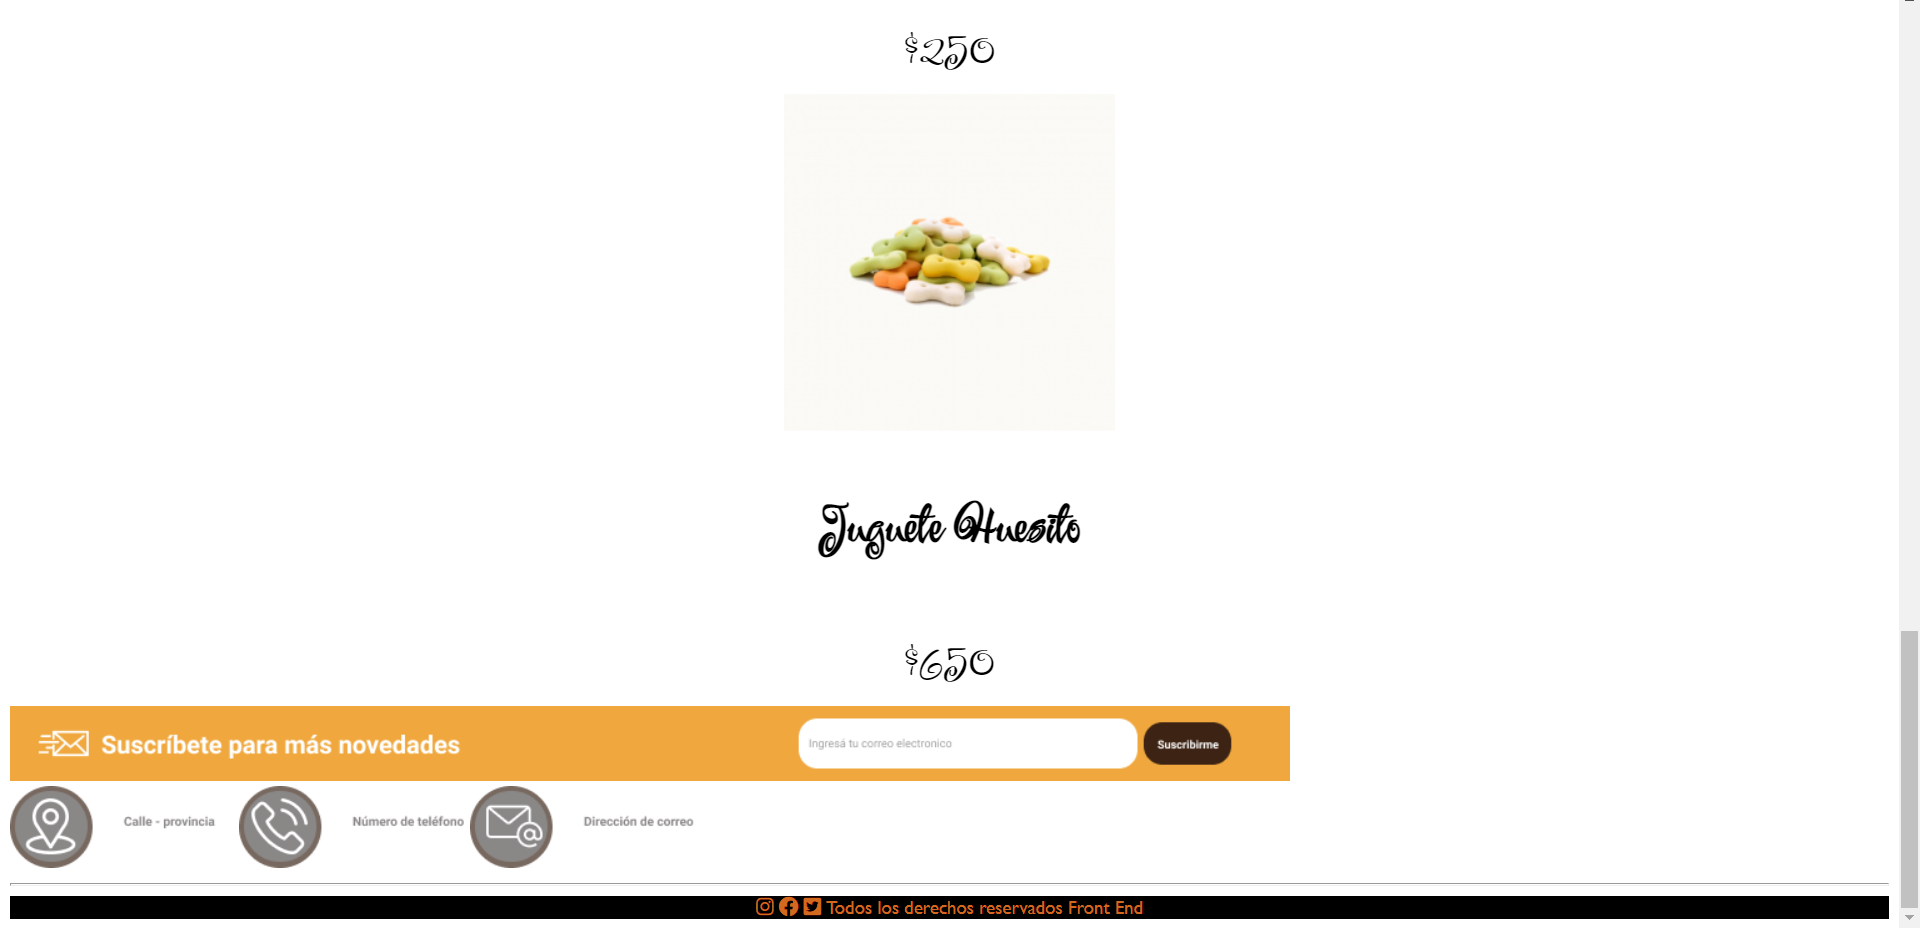 $250
Juguete Huesito
$650
Suscríbete para más novedades
Ingresá tu correo electronico
Suscribirme
Calle - provincia
Número de teléfono
Dirección de correo
Todos los derechos reservados Front End